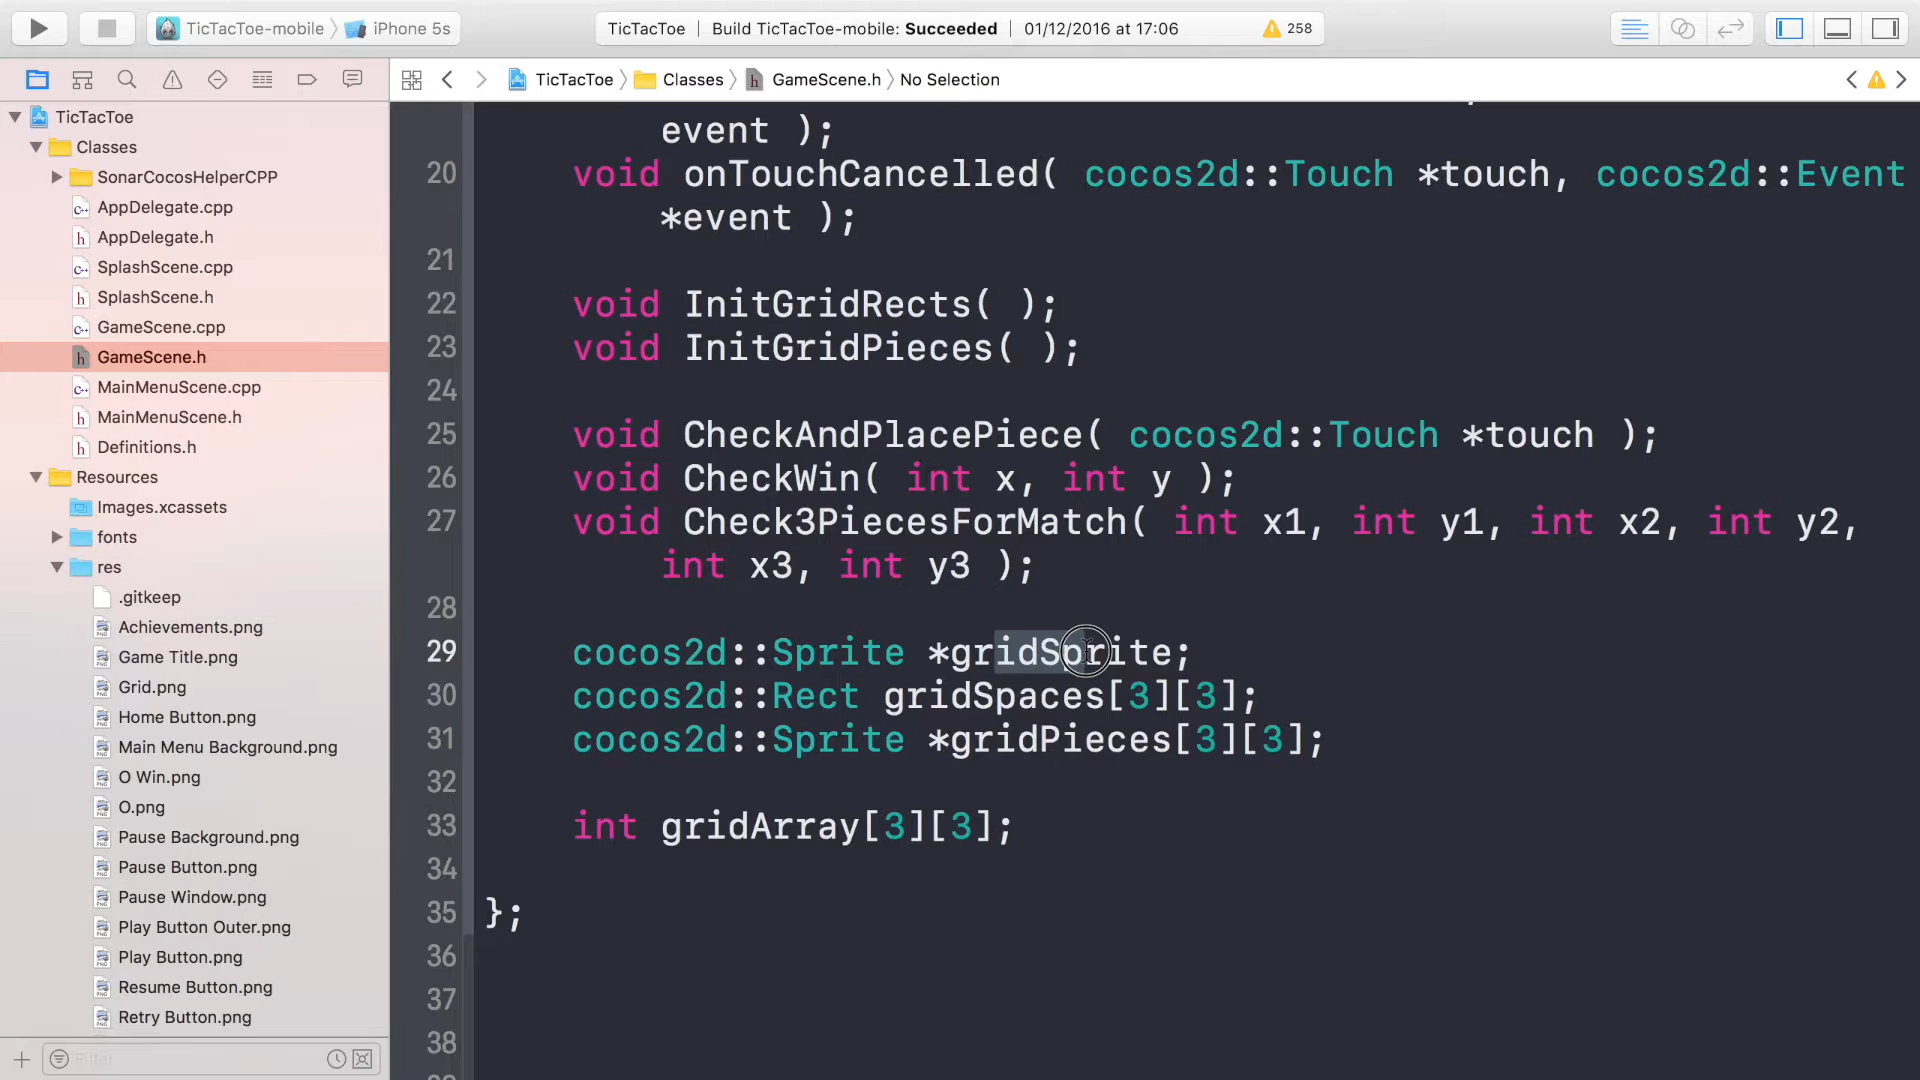 TicTacToe-mobile 〉 iPhone 5s
TicTacToe | Build TicTacToe-mobile: Succeeded | 01/12/2016 at 17:06
258
TicTacToe 〉 Classes 〉 h GameScene.h 〉 No Selection
TicTacToe
Classes
SonarCocosHelperCPP
AppDelegate.cpp
AppDelegate.h
SplashScene.cpp
SplashScene.h
GameScene.cpp
GameScene.h
MainMenuScene.cpp
MainMenuScene.h
Definitions.h
Resources
Images.xcassets
fonts
res
.gitkeep
Achievements.png
Game Title.png
Grid.png
Home Button.png
Main Menu Background.png
O Win.png
O.png
Pause Background.png
Pause Button.png
Pause Window.png
Play Button Outer.png
Play Button.png
Resume Button.png
Retry Button.png
Filter
event );
20 void onTouchCancelled( cocos2d::Touch *touch, cocos2d::Event
*event );
21
22 void InitGridRects( );
23 void InitGridPieces( );
24
25 void CheckAndPlacePiece( cocos2d::Touch *touch );
26 void CheckWin( int x, int y );
27 void Check3PiecesForMatch( int x1, int y1, int x2, int y2,
int x3, int y3 );
28
29 cocos2d::Sprite *gridSprite;
30 cocos2d::Rect gridSpaces[3][3];
31 cocos2d::Sprite *gridPieces[3][3];
32
33 int gridArray[3][3];
34
35 };
36
37
38